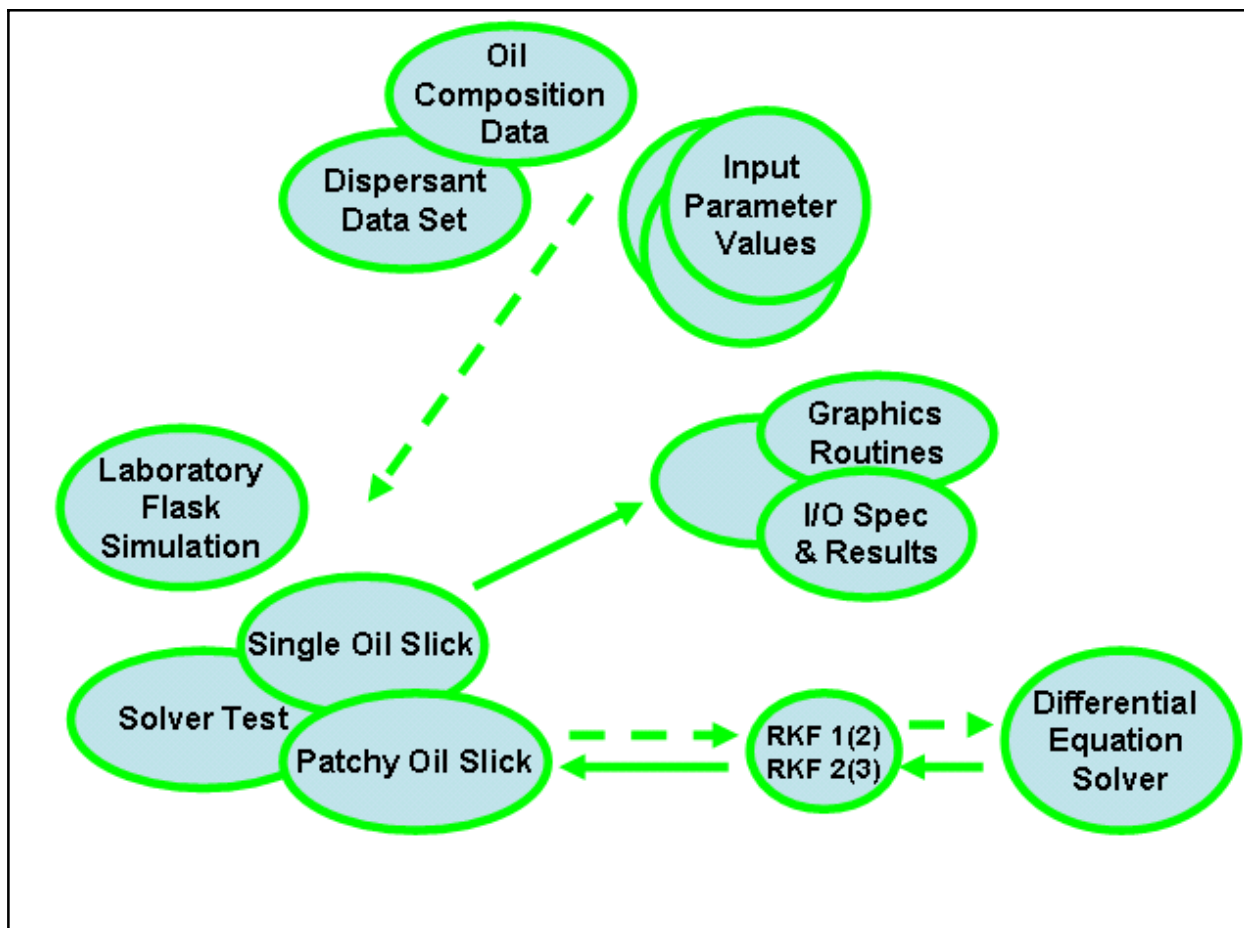 Oil
Composition
Data
Dispersant
Data Set
Input
Parameter
Values
Graphics
Routines
I/O Spec
& Results
Laboratory
Flask
Simulation
Single Oil Slick
Solver Test
Patchy Oil Slick
RKF 1(2)
RKF 2(3)
Differential
Equation
Solver